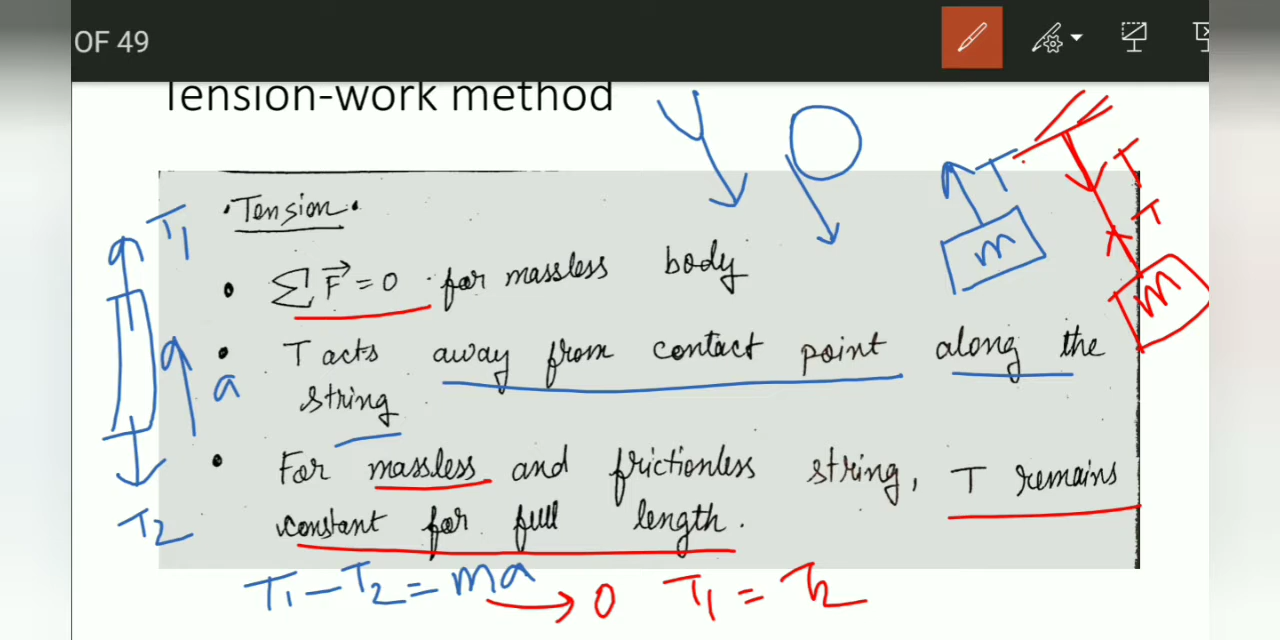 OF 49
Tension-work method
• Tension •
• ∑F⃗ = 0 • for massless body
• T acts away from contact point along the
string
• For massless and frictionless string, T remains
constant for full length.
T1
a
T2
T
m
T
T
m
T1 - T2 = ma → 0 T1 = T2